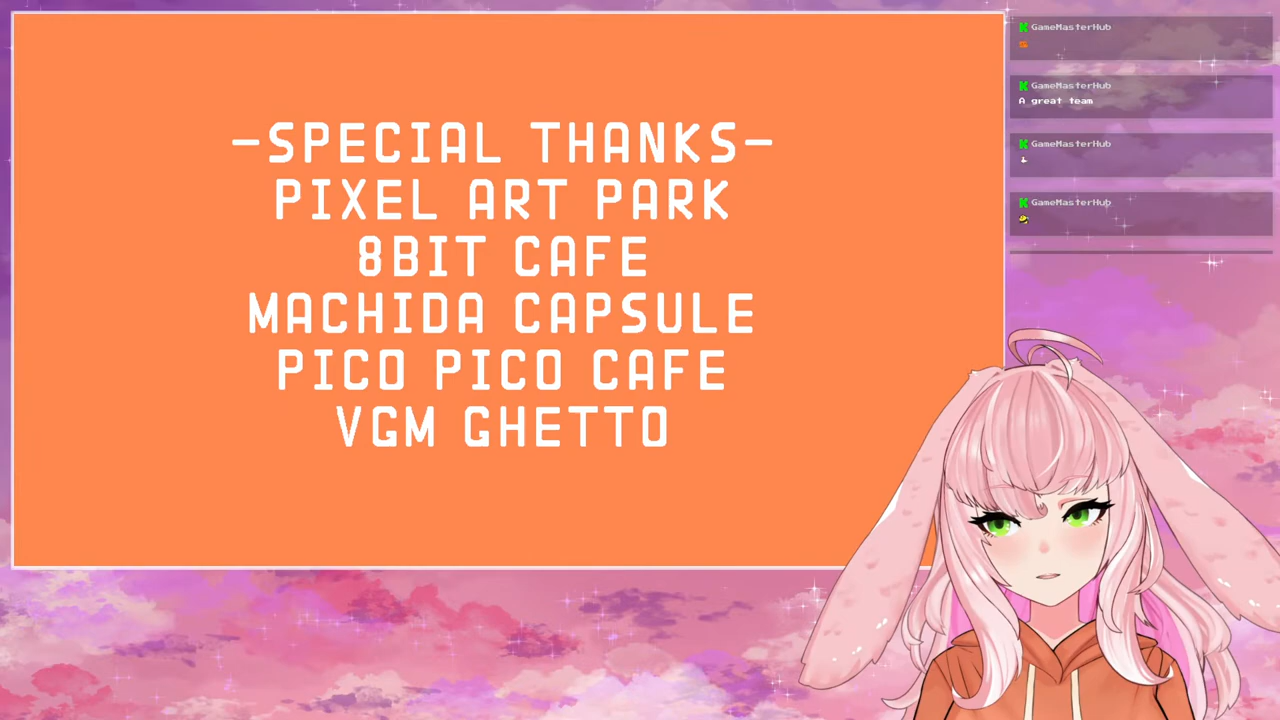 -SPECIAL THANKS-
PIXEL ART PARK
8BIT CAFE
MACHIDA CAPSULE
PICO PICO CAFE
VGM GHETTO
GameMasterHub
GameMasterHub
A great team
GameMasterHub
GameMasterHub